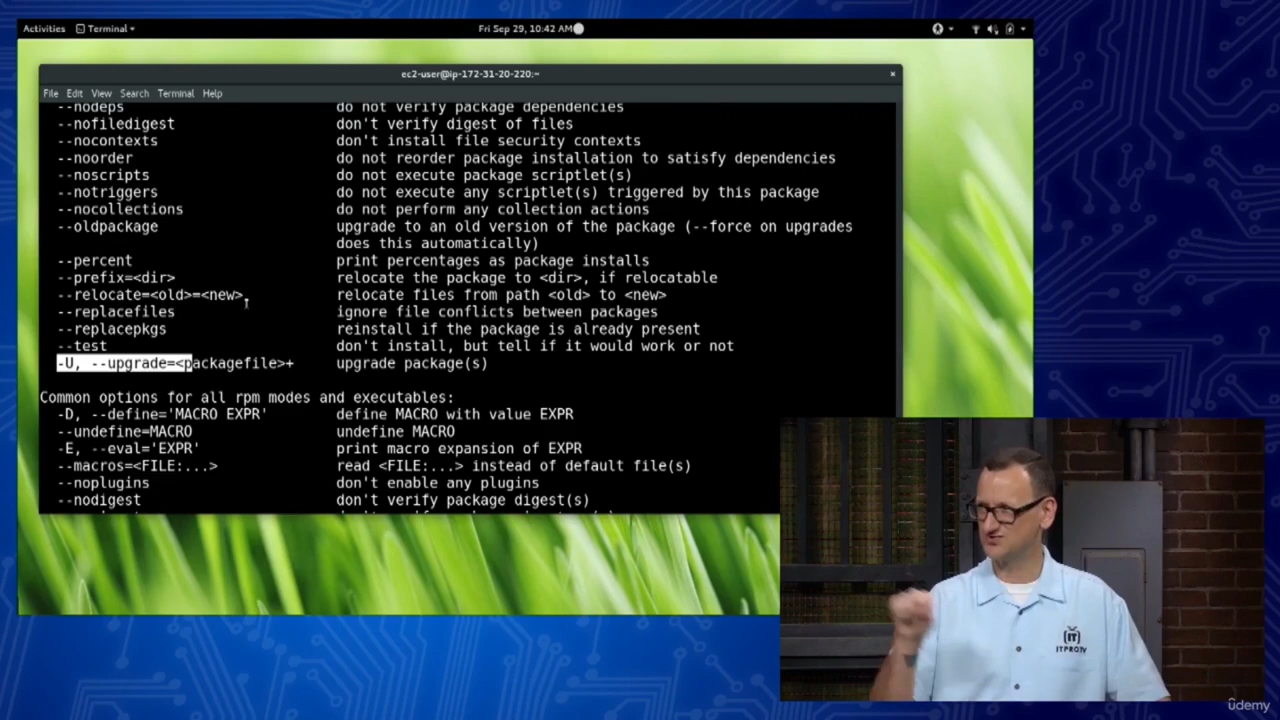 Activities Terminal Fri Sep 29, 10:42 AM
ec2-user@ip-172-31-20-220:~ ×
File Edit View Search Terminal Help
--nodeps do not verify package dependencies
--nofiledigest don't verify digest of files
--nocontexts don't install file security contexts
--noorder do not reorder package installation to satisfy dependencies
--noscripts do not execute package scriptlet(s)
--notriggers do not execute any scriptlet(s) triggered by this package
--nocollections do not perform any collection actions
--oldpackage upgrade to an old version of the package (--force on upgrades
does this automatically)
--percent print percentages as package installs
--prefix=<dir> relocate the package to <dir>, if relocatable
--relocate=<old>=<new> relocate files from path <old> to <new>
--replacefiles ignore file conflicts between packages
--replacepkgs reinstall if the package is already present
--test don't install, but tell if it would work or not
-U, --upgrade=<packagefile>+ upgrade package(s)
Common options for all rpm modes and executables:
-D, --define='MACRO EXPR' define MACRO with value EXPR
--undefine=MACRO undefine MACRO
-E, --eval='EXPR' print macro expansion of EXPR
--macros=<FILE:...> read <FILE:...> instead of default file(s)
--noplugins don't enable any plugins
--nodigest don't verify package digest(s)
IT
ITPROTV
udemy